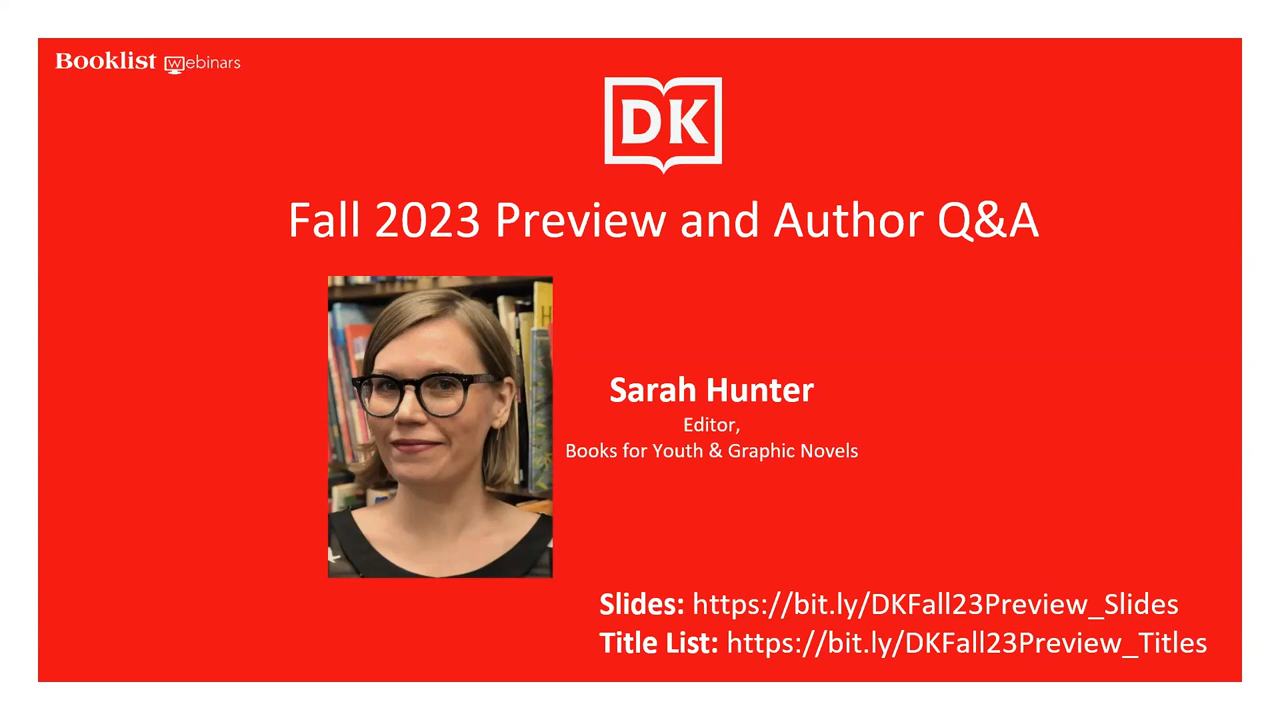 Booklist Webinars
DK
Fall 2023 Preview and Author Q&A
Sarah Hunter
Editor,
Books for Youth & Graphic Novels
Slides: https://bit.ly/DKFall23Preview_Slides
Title List: https://bit.ly/DKFall23Preview_Titles